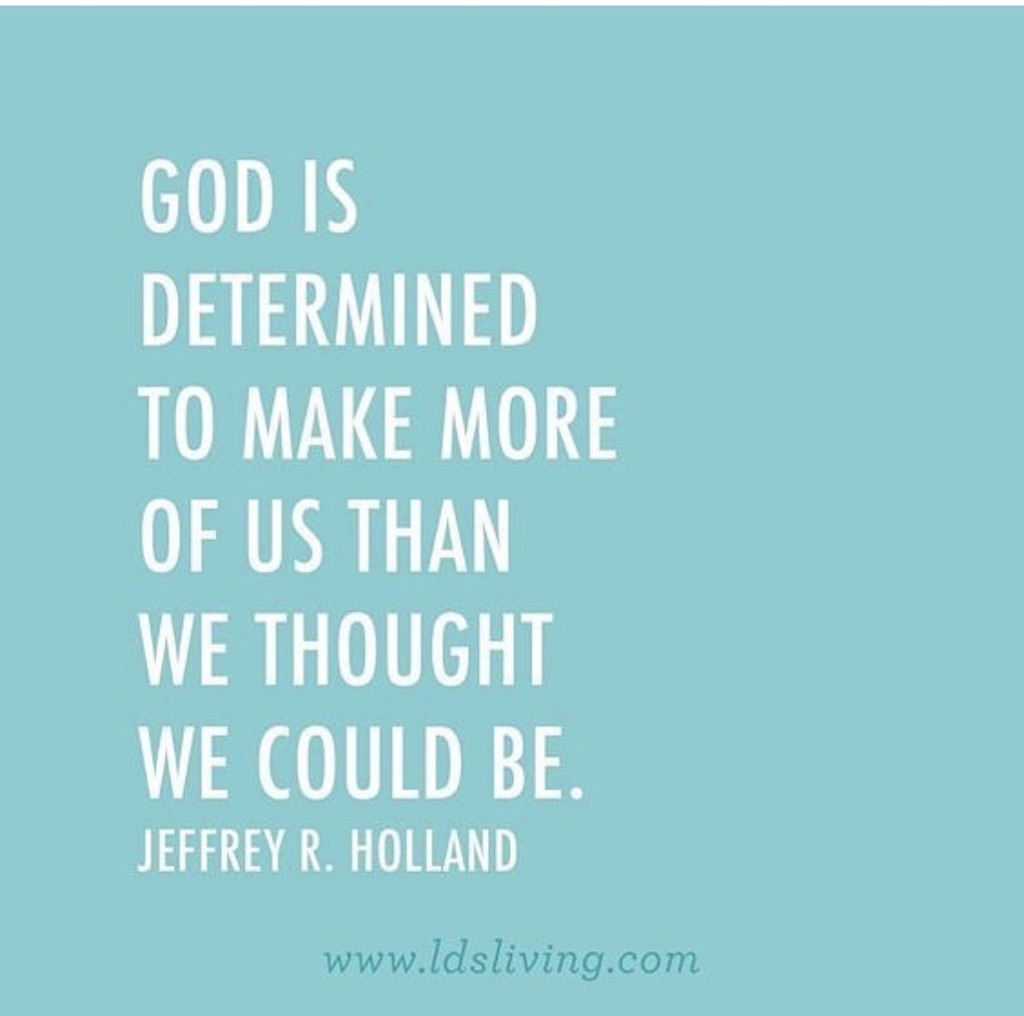 GOD IS
DETERMINED
TO MAKE MORE
OF US THAN
WE THOUGHT
WE COULD BE.
JEFFREY R. HOLLAND
www.ldsliving.com